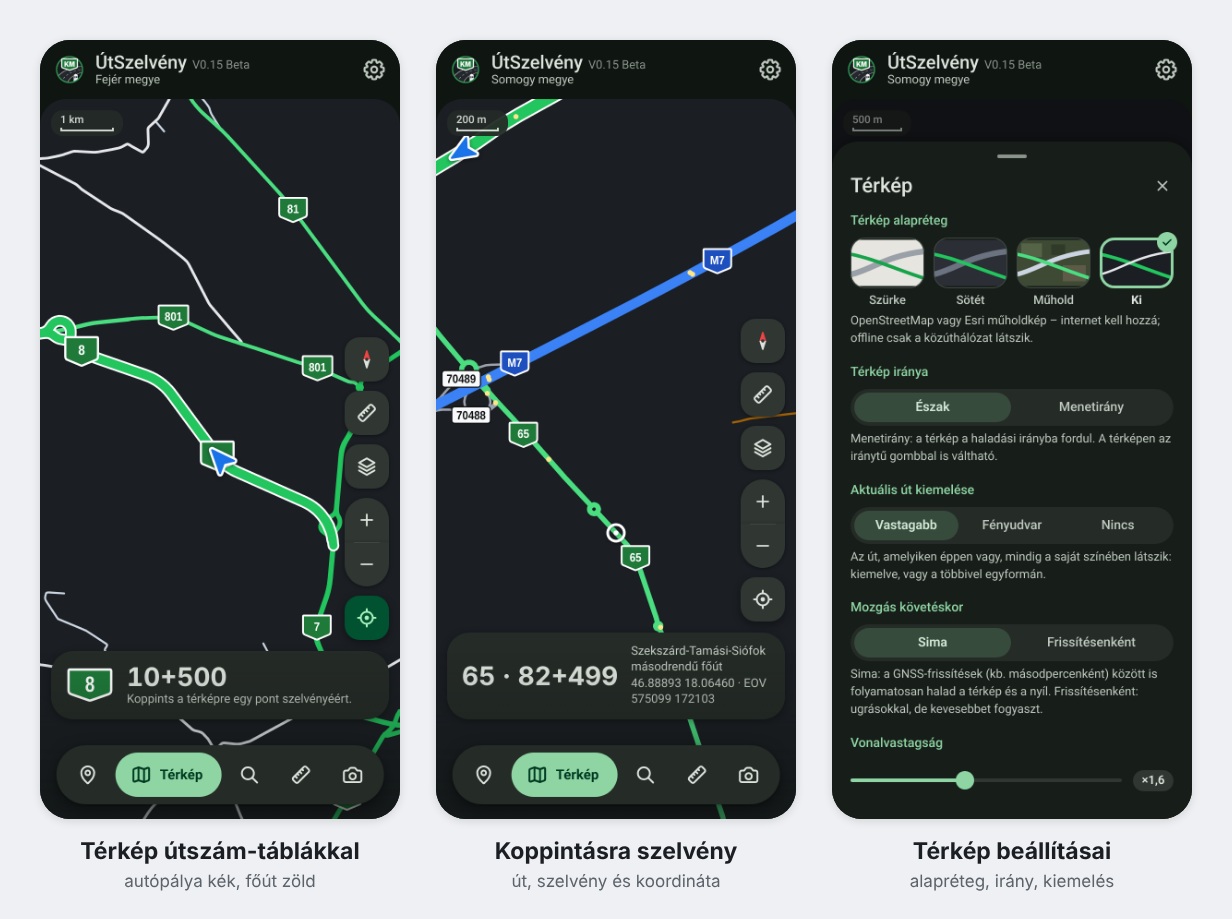 KM
ÚtSzelvény V0.15 Beta
Fejér megye
1 km
81
801
8
801
7
8
10+500
Koppints a térképre egy pont szelvényéért.
Térkép
Térkép útszám-táblákkal
autópálya kék, főút zöld
KM
ÚtSzelvény V0.15 Beta
Somogy megye
200 m
M7
M7
70489
70488
65
65
65 · 82+499
Szekszárd-Tamási-Siófok
másodrendű főút
46.88893 18.06460 · EOV
575099 172103
Térkép
Koppintásra szelvény
út, szelvény és koordináta
KM
ÚtSzelvény V0.15 Beta
Somogy megye
500 m
Térkép
Térkép alapréteg
Szürke Sötét Műhold Ki
OpenStreetMap vagy Esri műholdkép – internet kell hozzá;
offline csak a közúthálózat látszik.
Térkép iránya
Észak Menetirány
Menetirány: a térkép a haladási irányba fordul. A térképen az
iránytű gombbal is váltható.
Aktuális út kiemelése
Vastagabb Fényudvar Nincs
Az út, amelyiken éppen vagy, mindig a saját színében látszik:
kiemelve, vagy a többivel egyformán.
Mozgás követéskor
Sima Frissítésenként
Sima: a GNSS-frissítések (kb. másodpercenként) között is
folyamatosan halad a térkép és a nyíl. Frissítésenként:
ugrásokkal, de kevesebbet fogyaszt.
Vonalvastagság
×1,6
Térkép beállításai
alapréteg, irány, kiemelés